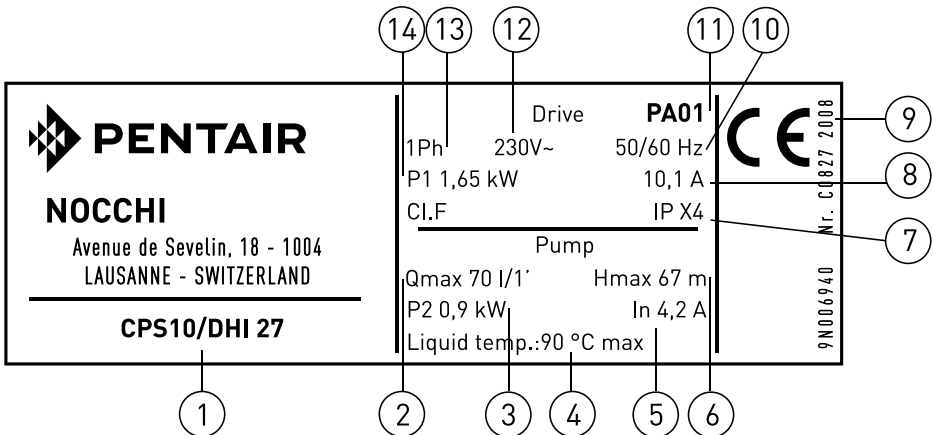 14 13 12 11 10
PENTAIR
NOCCHI
Avenue de Sevelin, 18 - 1004
LAUSANNE - SWITZERLAND
CPS10/DHI 27
Drive PA01
1Ph 230V~ 50/60 Hz
P1 1,65 kW 10,1 A
CI.F IP X4
Pump
Qmax 70 l/1' Hmax 67 m
P2 0,9 kW In 4,2 A
Liquid temp.:90 °C max
CE
Nr. C0827 2008
9N006940
9
8
7
1 2 3 4 5 6